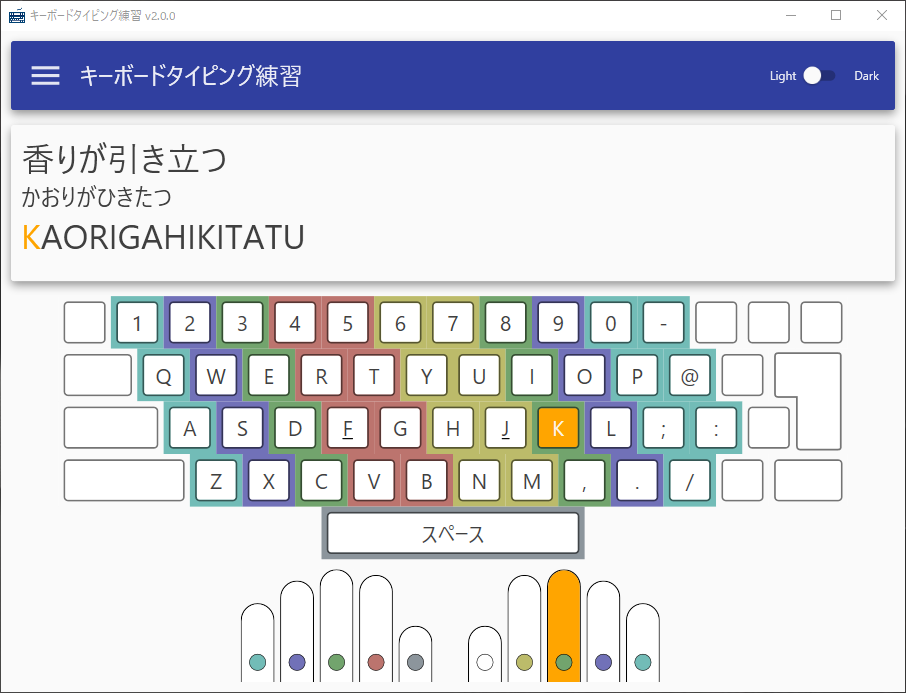 キーボードタイピング練習 v2.0.0
キーボードタイピング練習 Light Dark
香りが引き立つ
かおりがひきたつ
KAORIGAHIKITATU
1 2 3 4 5 6 7 8 9 0 -
Q W E R T Y U I O P @
A S D F G H J K L ; :
Z X C V B N M , . /
スペース